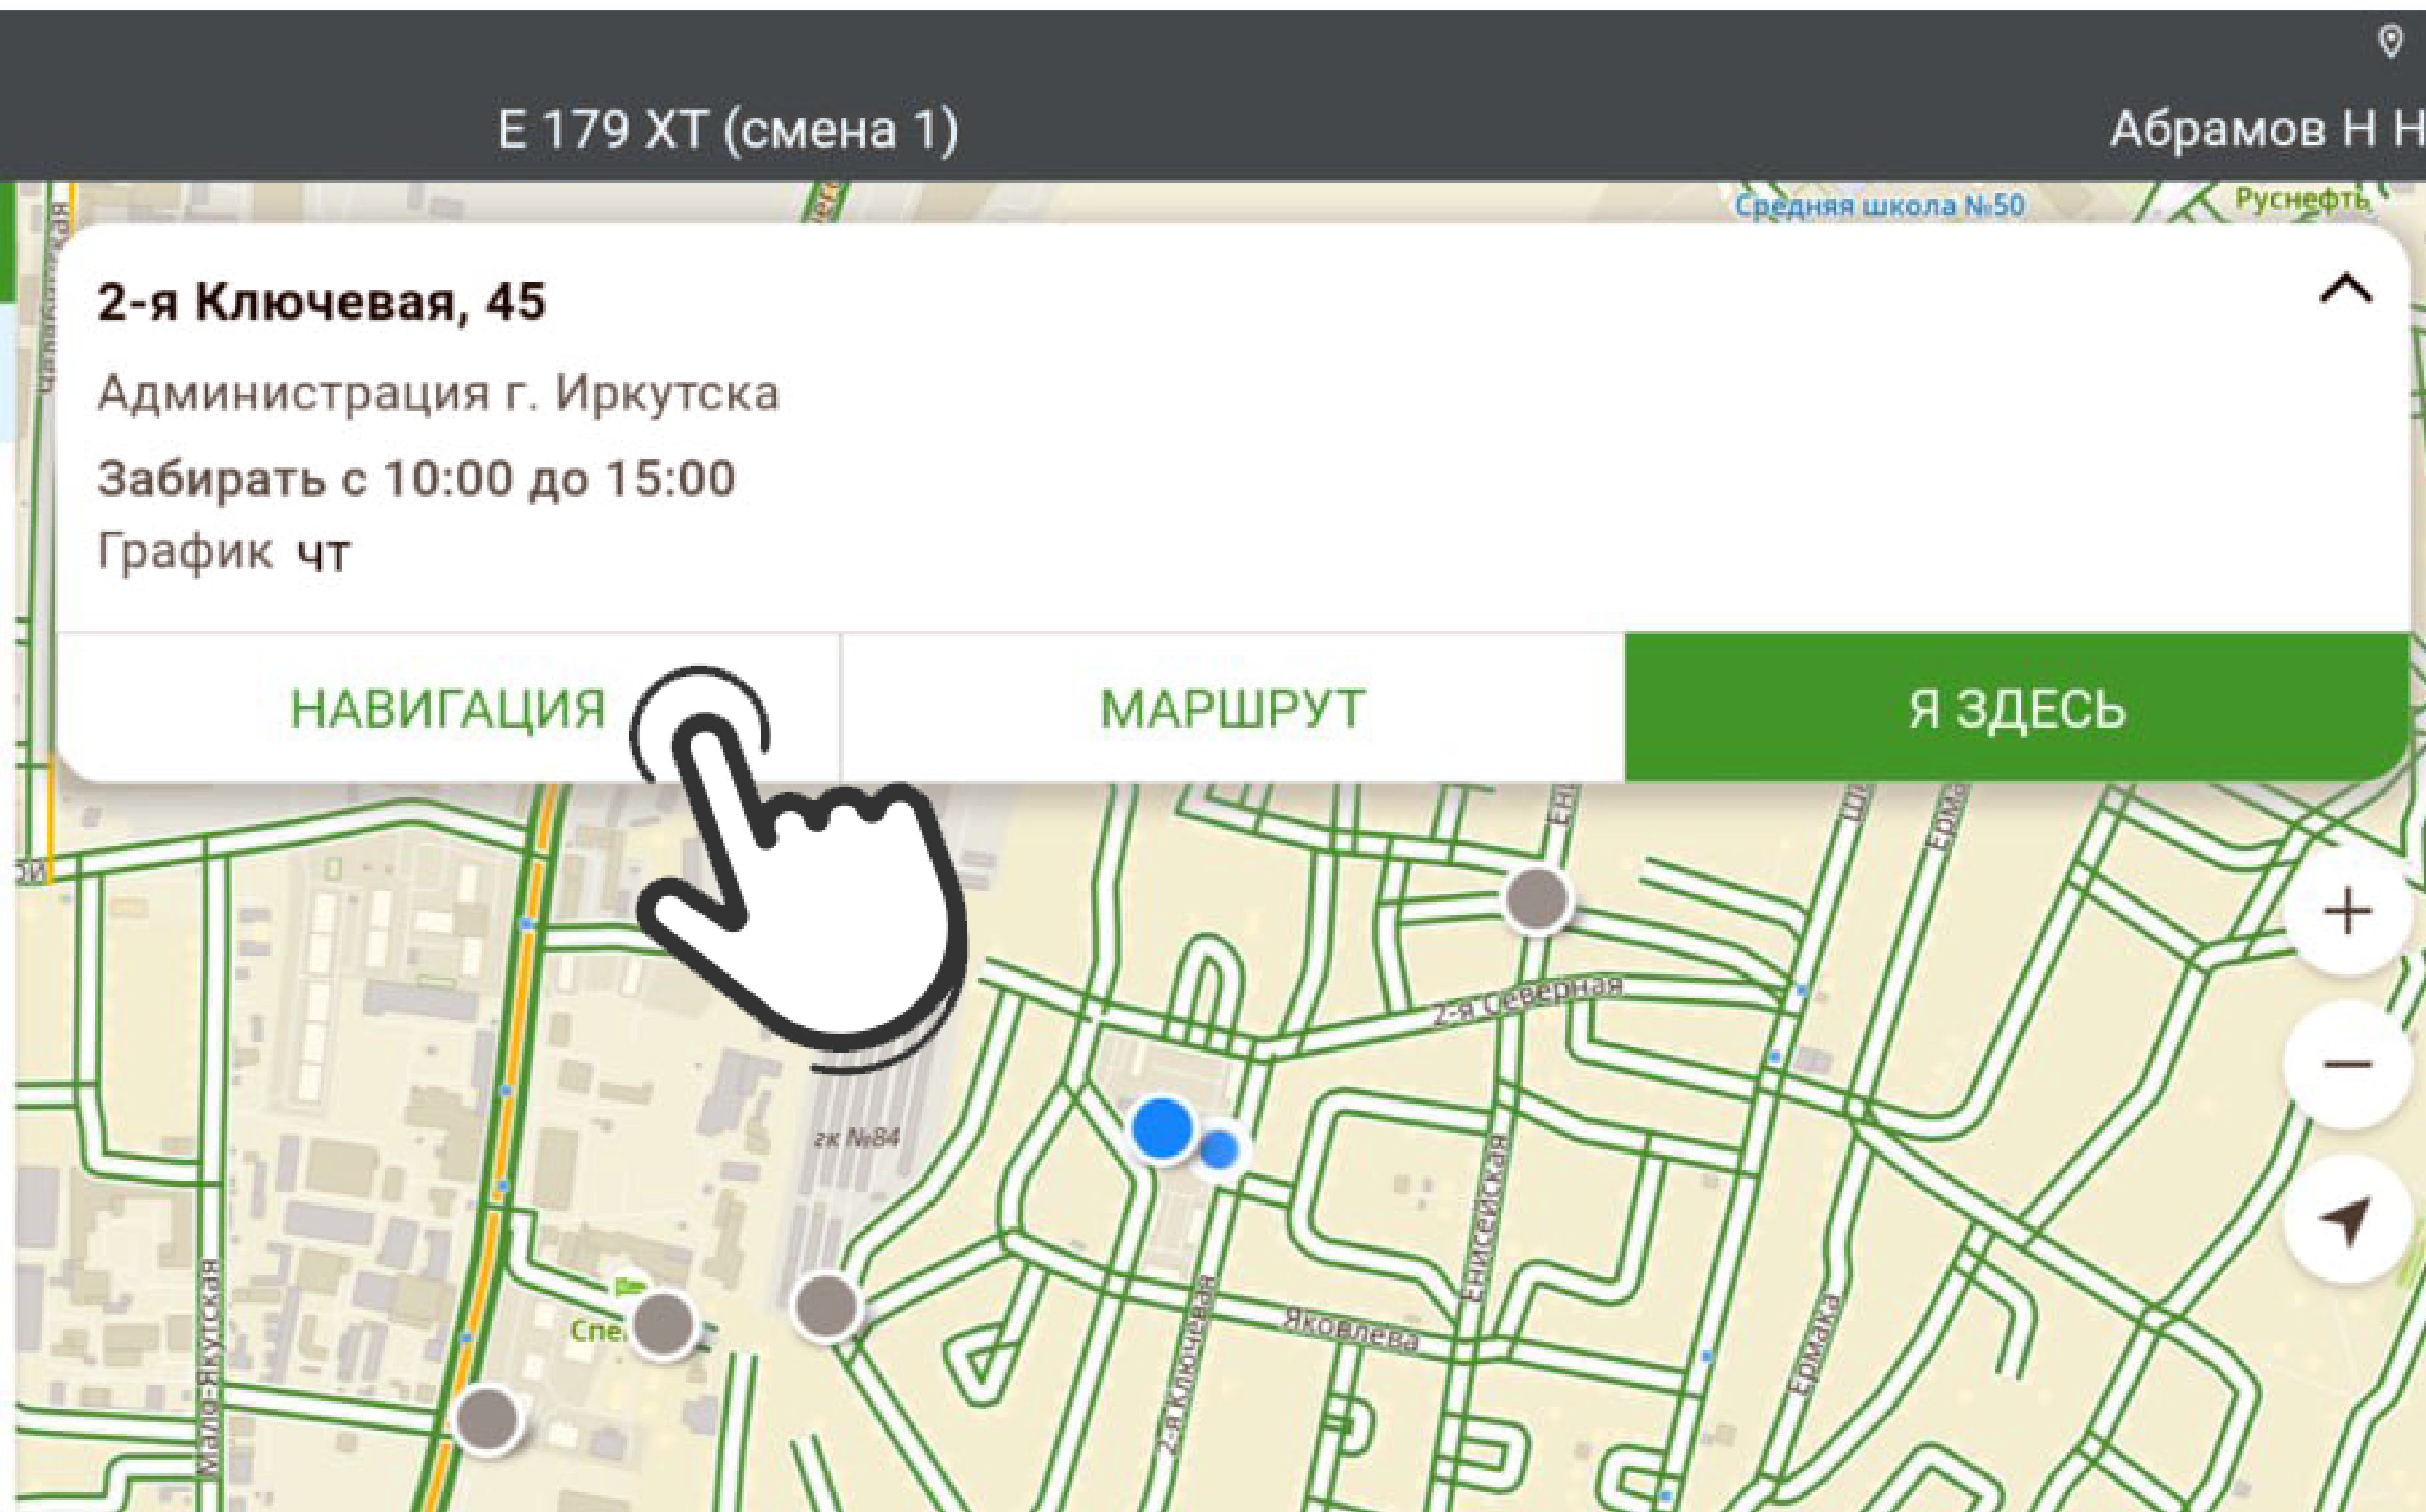 Е 179 ХТ (смена 1)
Абрамов Н Н
Средняя школа №50
Руснефть
2-я Ключевая, 45
Администрация г. Иркутска
Забирать с 10:00 до 15:00
График чт
НАВИГАЦИЯ
МАРШРУТ
Я ЗДЕСЬ
2-я Северная
гк №84
Енисейская
Яковлева
2-я Ключевая
Ермака
Мало-Якутская